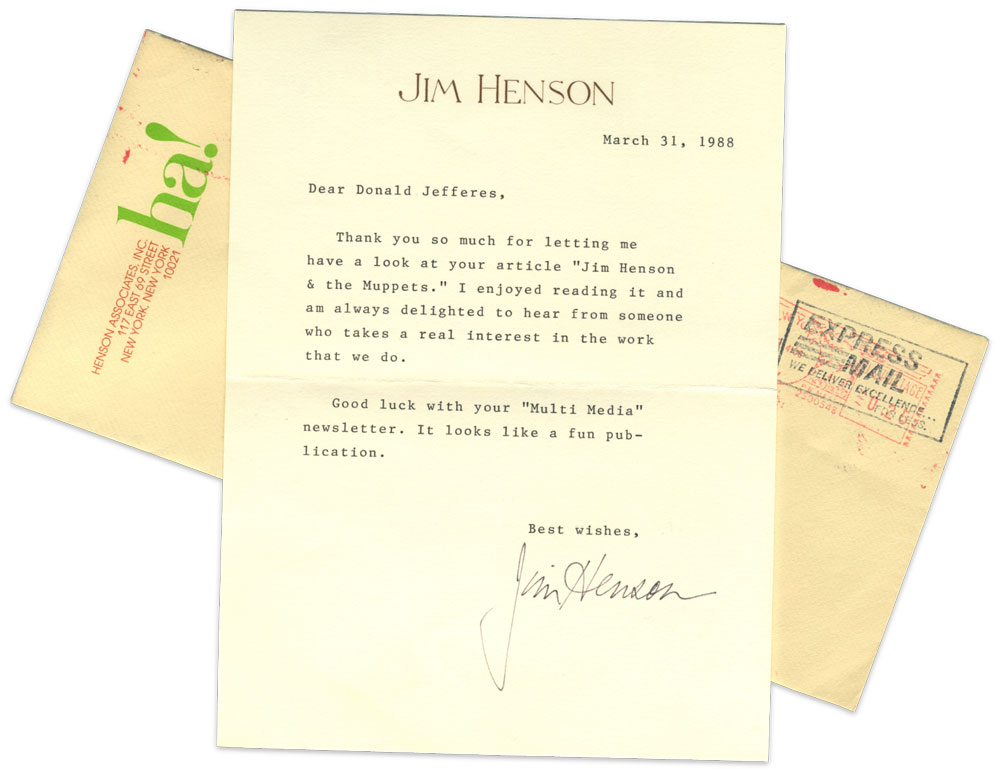 JIM HENSON
March 31, 1988
Dear Donald Jefferes,
Thank you so much for letting me
have a look at your article "Jim Henson
& the Muppets." I enjoyed reading it and
am always delighted to hear from someone
who takes a real interest in the work
that we do.
Good luck with your "Multi Media"
newsletter. It looks like a fun pub-
lication.
Best wishes,
Jim Henson
ha!
HENSON ASSOCIATES, INC.
117 EAST 69 STREET
NEW YORK, NEW YORK
10021
EXPRESS
MAIL
WE DELIVER EXCELLENCE...
FOR LESS.